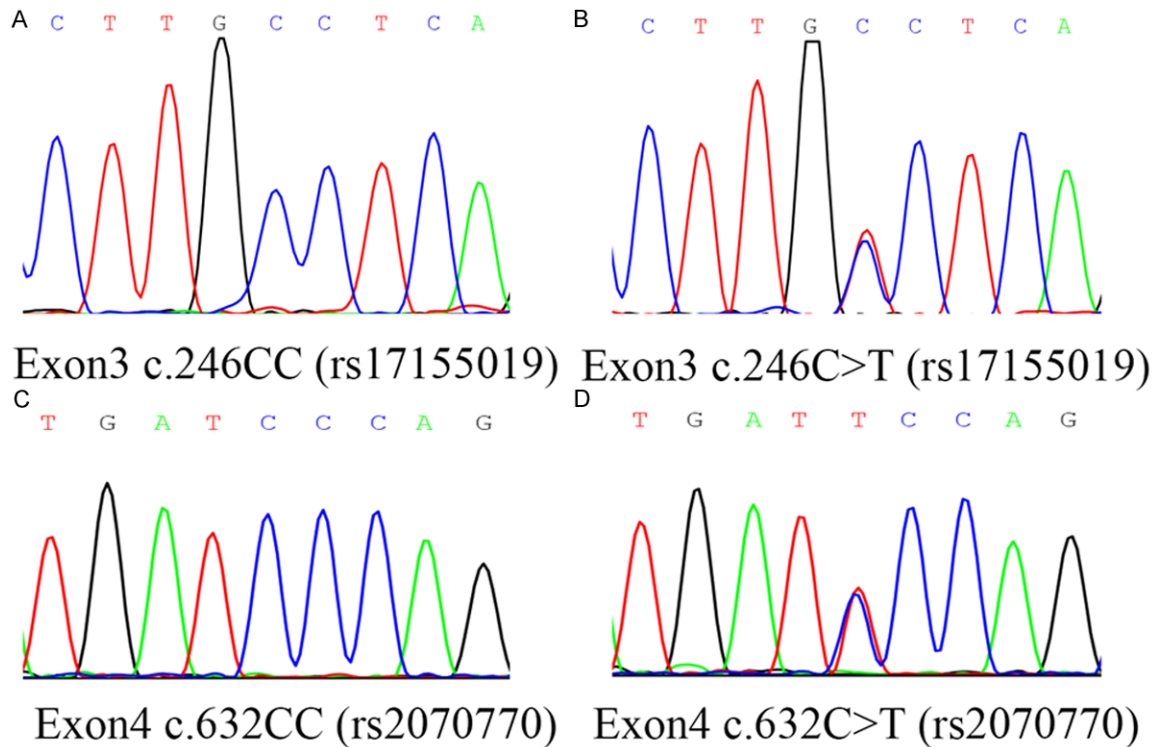 A C T T G C C T C A
B C T T G C C T C A
Exon3 c.246CC (rs17155019)
Exon3 c.246C>T (rs17155019)
C T G A T C C C A G
D T G A T T C C A G
Exon4 c.632CC (rs2070770)
Exon4 c.632C>T (rs2070770)